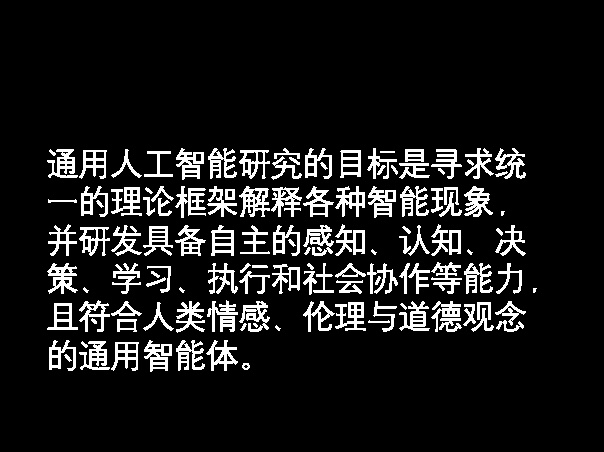 通用人工智能研究的目标是寻求统
一的理论框架解释各种智能现象，
并研发具备自主的感知、认知、决
策、学习、执行和社会协作等能力，
且符合人类情感、伦理与道德观念
的通用智能体。